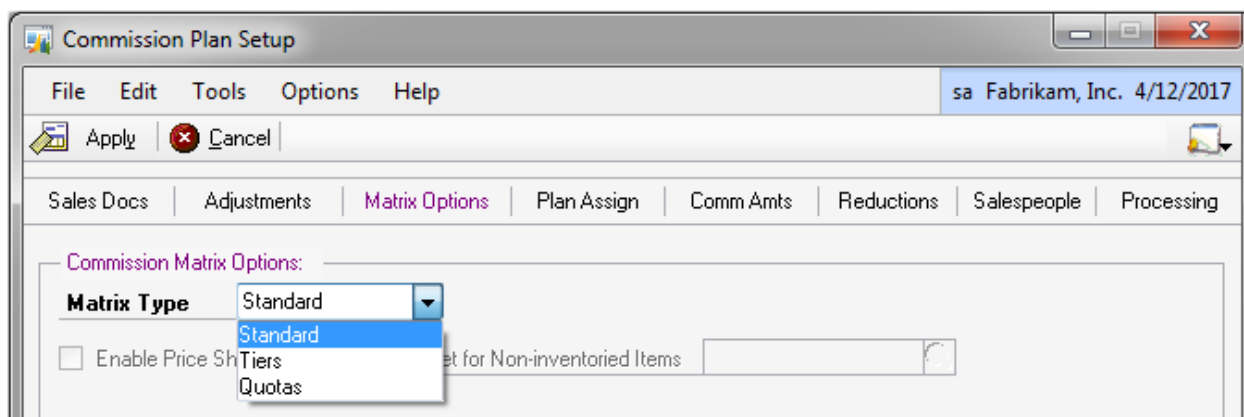 Commission Plan Setup
File Edit Tools Options Help sa Fabrikam, Inc. 4/12/2017
Apply Cancel
Sales Docs Adjustments Matrix Options Plan Assign Comm Amts Reductions Salespeople Processing
Commission Matrix Options:
Matrix Type Standard
Standard
Enable Price Sh et for Non-inventoried Items
Tiers
Quotas